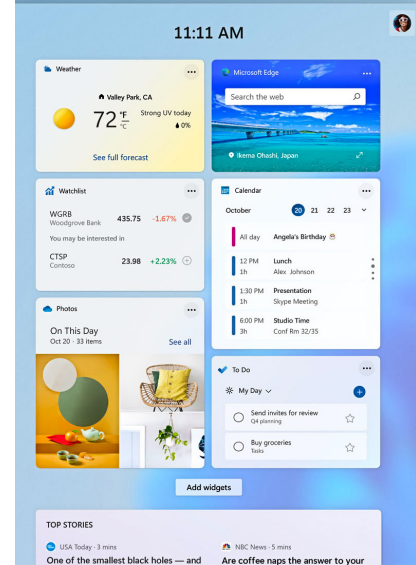 11:11 AM
Weather
Valley Park, CA
72 °F
°C
Strong UV today
0%
See full forecast
Microsoft Edge
Search the web
Ikema Ohashi, Japan
Watchlist
WGRB
Woodgrove Bank
435.75
-1.67%
You may be interested in
CTSP
Contoso
23.98
+2.23%
Calendar
October
20 21 22 23
All day
Angela's Birthday
12 PM
1h
Lunch
Alex Johnson
1:30 PM
1h
Presentation
Skype Meeting
6:00 PM
3h
Studio Time
Conf Rm 32/35
Photos
On This Day
Oct 20 · 33 items
See all
To Do
My Day
Send invites for review
Q4 planning
Buy groceries
Tasks
Add widgets
TOP STORIES
USA Today · 3 mins
One of the smallest black holes — and
NBC News · 5 mins
Are coffee naps the answer to your